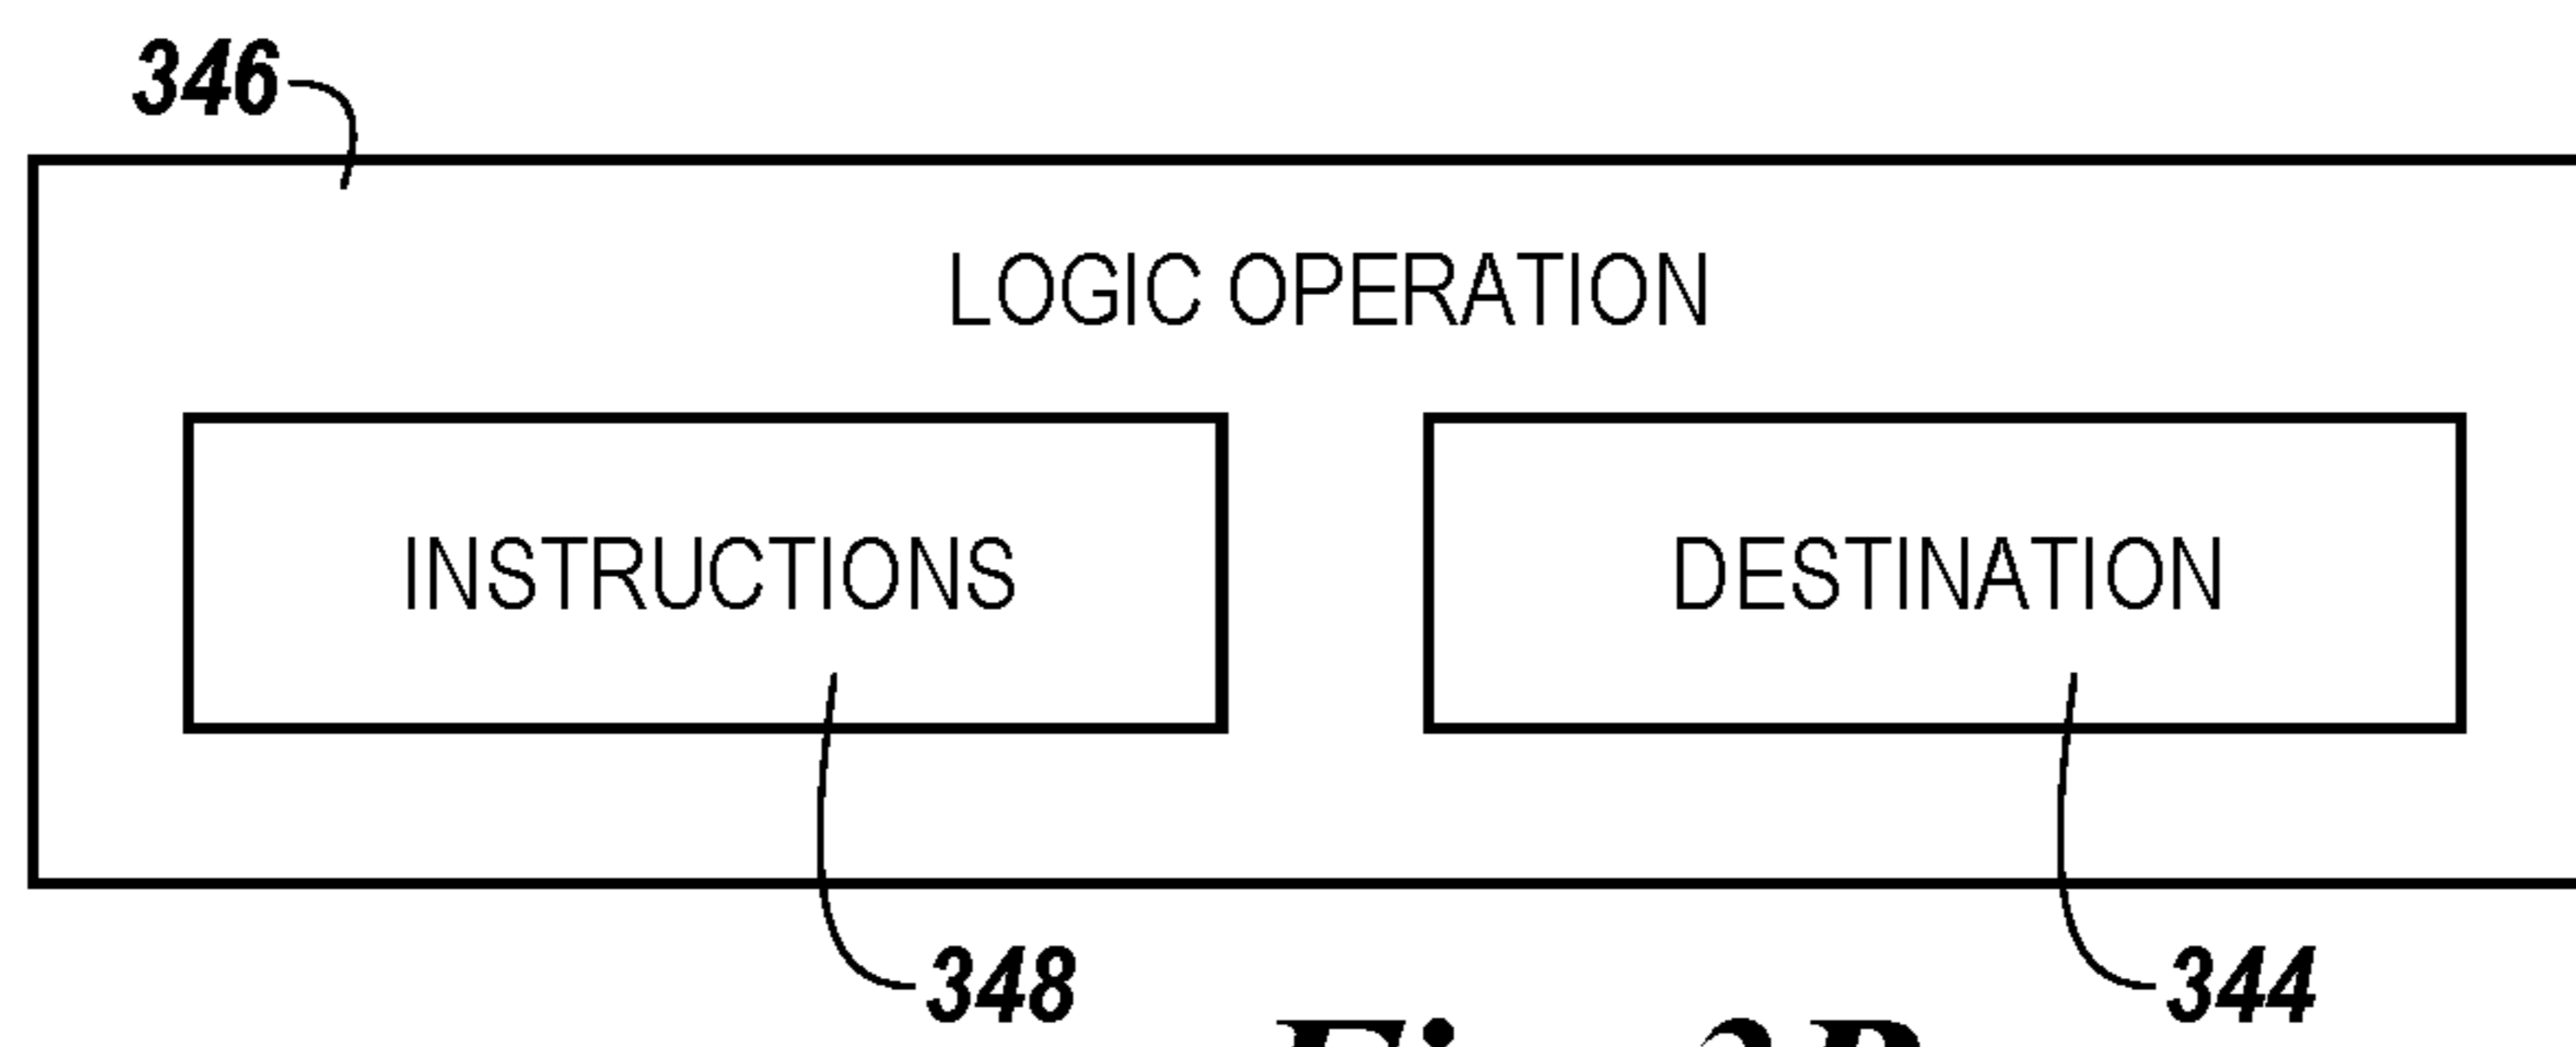 346
LOGIC OPERATION
INSTRUCTIONS
DESTINATION
348
344